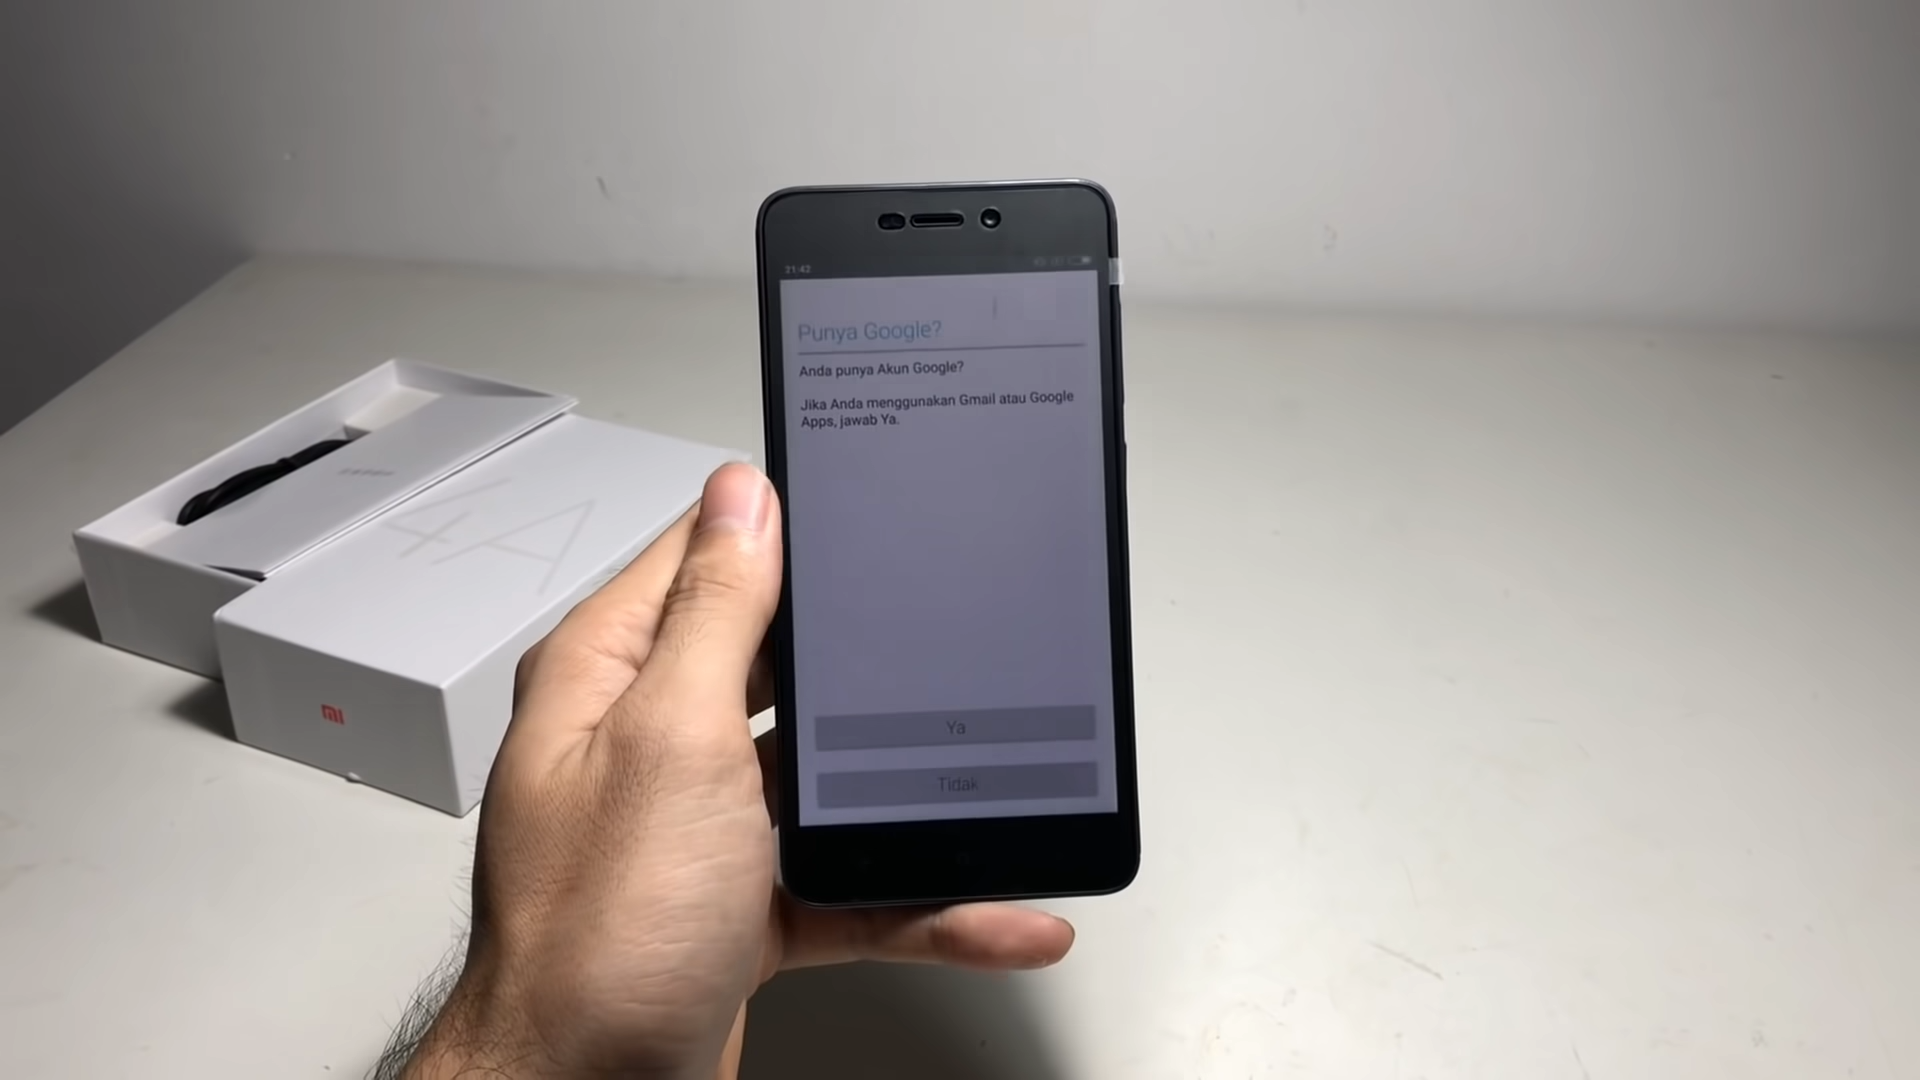 21:42
Punya Google?
Anda punya Akun Google?
Jika Anda menggunakan Gmail atau Google
Apps, jawab Ya.
Ya
Tidak
4A
mi